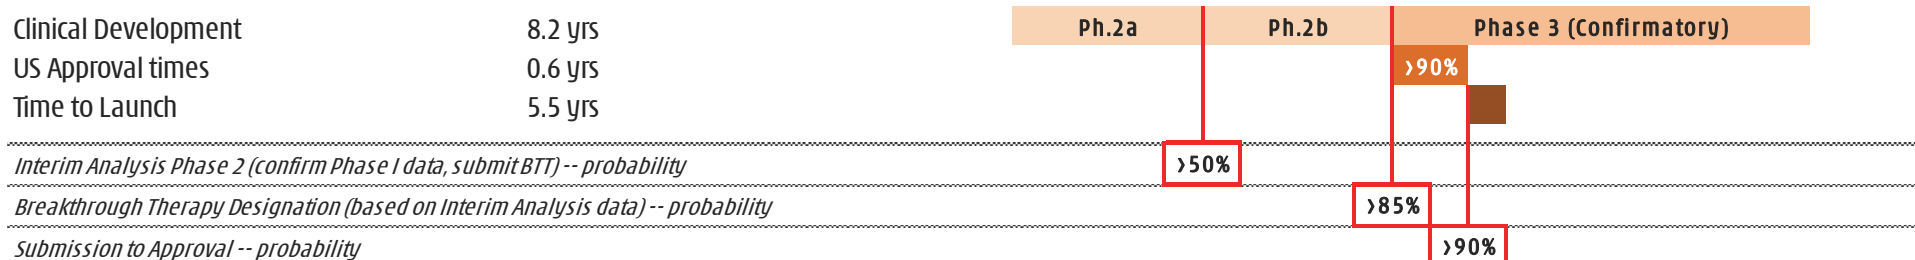 Clinical Development 8.2 yrs Ph.2a Ph.2b Phase 3 (Confirmatory)
US Approval times 0.6 yrs >90%
Time to Launch 5.5 yrs
Interim Analysis Phase 2 (confirm Phase I data, submit BTT) -- probability >50%
Breakthrough Therapy Designation (based on Interim Analysis data) -- probability >85%
Submission to Approval -- probability >90%